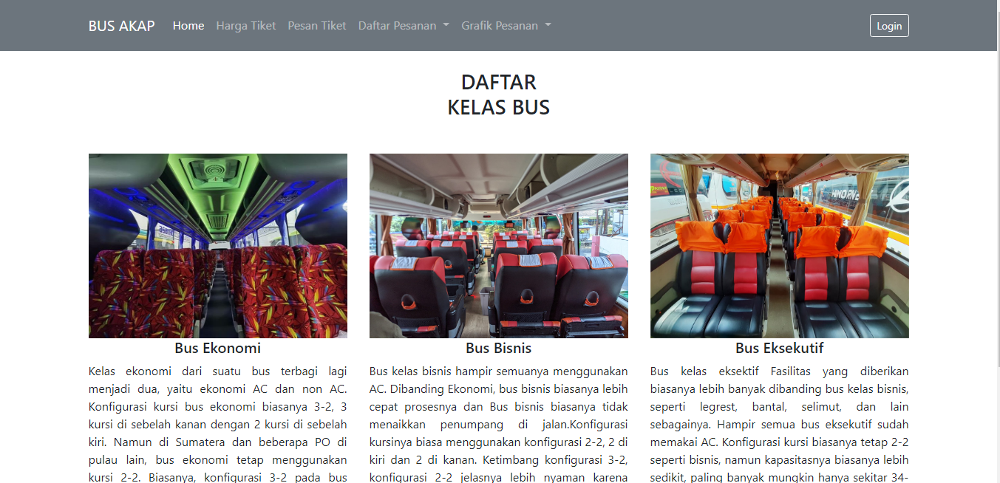 BUS AKAP Home Harga Tiket Pesan Tiket Daftar Pesanan Grafik Pesanan Login
DAFTAR
KELAS BUS
HINO RN
Bus Ekonomi
Kelas ekonomi dari suatu bus terbagi lagi
menjadi dua, yaitu ekonomi AC dan non AC.
Konfigurasi kursi bus ekonomi biasanya 3-2, 3
kursi di sebelah kanan dengan 2 kursi di sebelah
kiri. Namun di Sumatera dan beberapa PO di
pulau lain, bus ekonomi tetap menggunakan
kursi 2-2. Biasanya, konfigurasi 3-2 pada bus
Bus Bisnis
Bus kelas bisnis hampir semuanya menggunakan
AC. Dibanding Ekonomi, bus bisnis biasanya lebih
cepat prosesnya dan Bus bisnis biasanya tidak
menaikkan penumpang di jalan.Konfigurasi
kursinya biasa menggunakan konfigurasi 2-2, 2 di
kiri dan 2 di kanan. Ketimbang konfigurasi 3-2,
konfigurasi 2-2 jelasnya lebih nyaman karena
Bus Eksekutif
Bus kelas eksektif Fasilitas yang diberikan
biasanya lebih banyak dibanding bus kelas bisnis,
seperti legrest, bantal, selimut, dan lain
sebagainya. Hampir semua bus eksekutif sudah
memakai AC. Konfigurasi kursi biasanya tetap 2-2
seperti bisnis, namun kapasitasnya biasanya lebih
sedikit, paling banyak mungkin hanya sekitar 34-